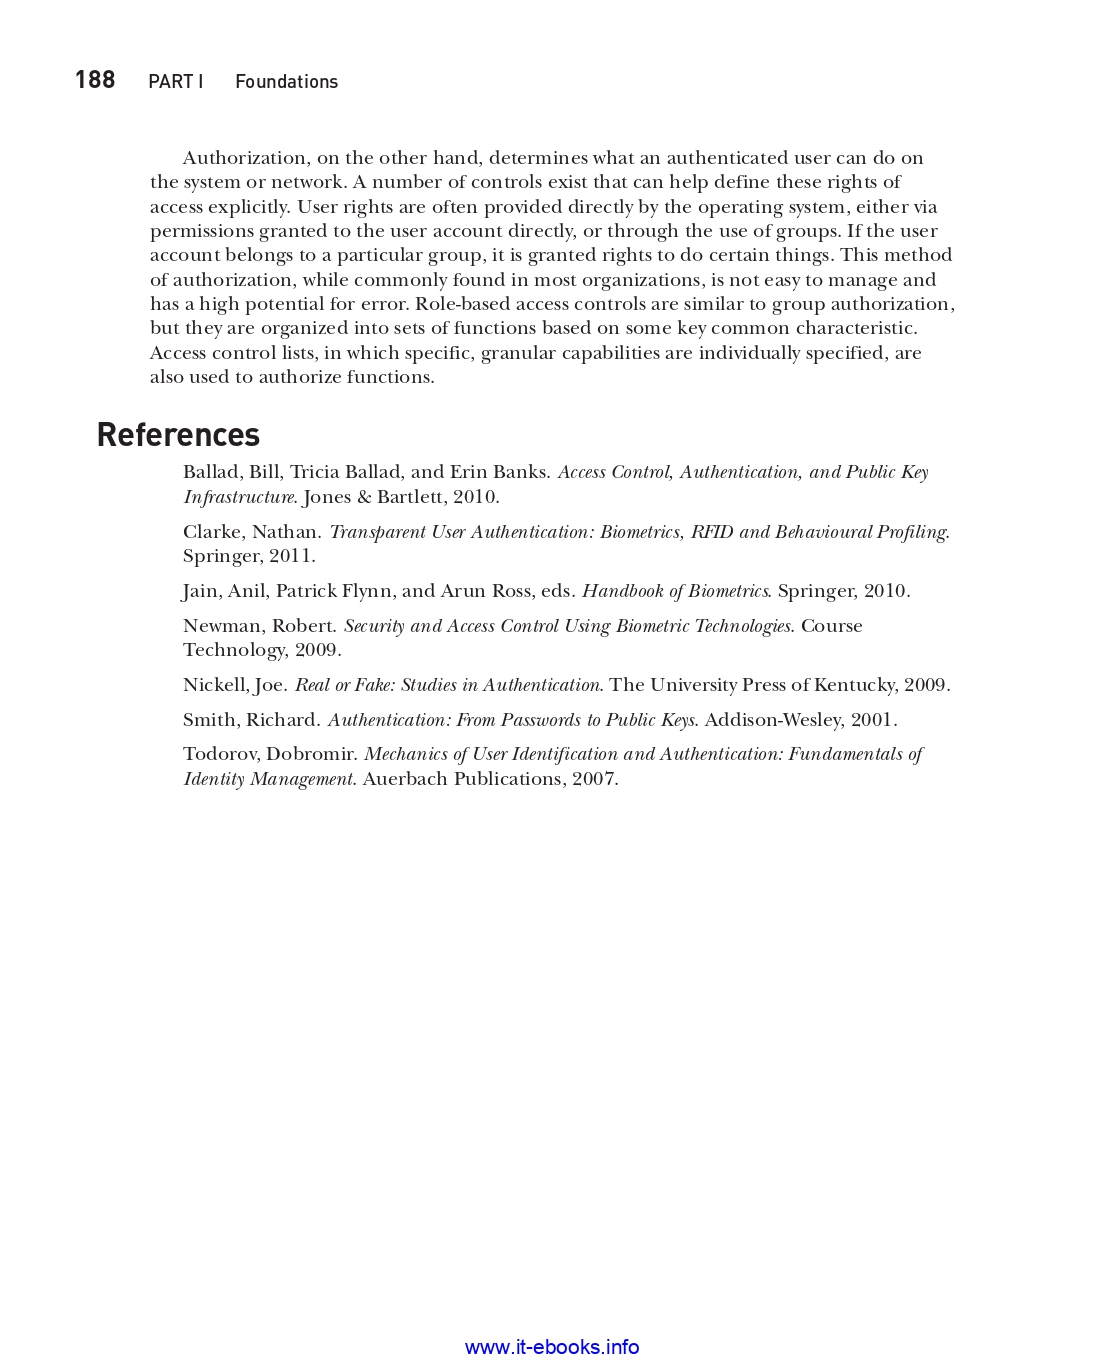 188 PART I Foundations
Authorization, on the other hand, determines what an authenticated user can do on
the system or network. A number of controls exist that can help define these rights of
access explicitly. User rights are often provided directly by the operating system, either via
permissions granted to the user account directly, or through the use of groups. If the user
account belongs to a particular group, it is granted rights to do certain things. This method
of authorization, while commonly found in most organizations, is not easy to manage and
has a high potential for error. Role-based access controls are similar to group authorization,
but they are organized into sets of functions based on some key common characteristic.
Access control lists, in which specific, granular capabilities are individually specified, are
also used to authorize functions.
References
Ballad, Bill, Tricia Ballad, and Erin Banks. Access Control, Authentication, and Public Key
Infrastructure. Jones & Bartlett, 2010.
Clarke, Nathan. Transparent User Authentication: Biometrics, RFID and Behavioural Profiling.
Springer, 2011.
Jain, Anil, Patrick Flynn, and Arun Ross, eds. Handbook of Biometrics. Springer, 2010.
Newman, Robert. Security and Access Control Using Biometric Technologies. Course
Technology, 2009.
Nickell, Joe. Real or Fake: Studies in Authentication. The University Press of Kentucky, 2009.
Smith, Richard. Authentication: From Passwords to Public Keys. Addison-Wesley, 2001.
Todorov, Dobromir. Mechanics of User Identification and Authentication: Fundamentals of
Identity Management. Auerbach Publications, 2007.
www.it-ebooks.info